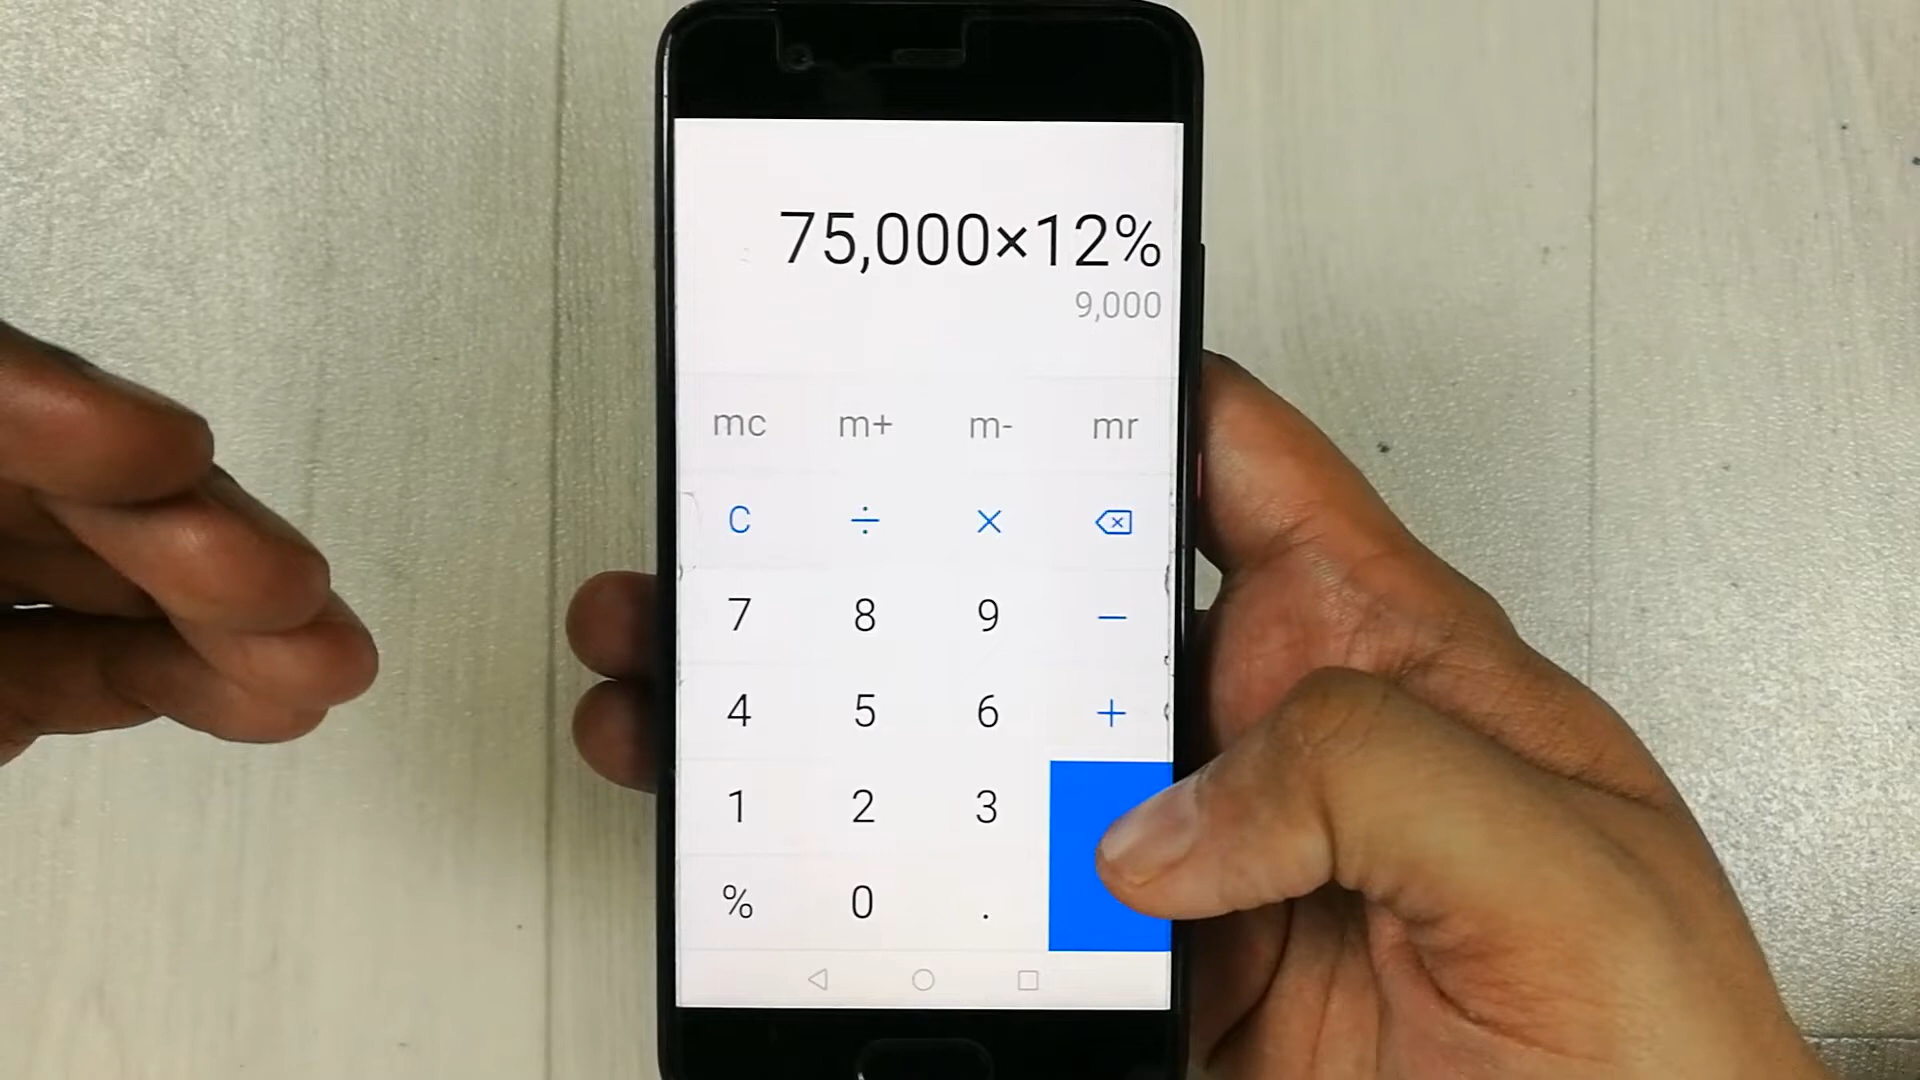 75,000×12%
9,000
mc m+ m- mr
C ÷ ×
7 8 9 −
4 5 6 +
1 2 3
% 0 .